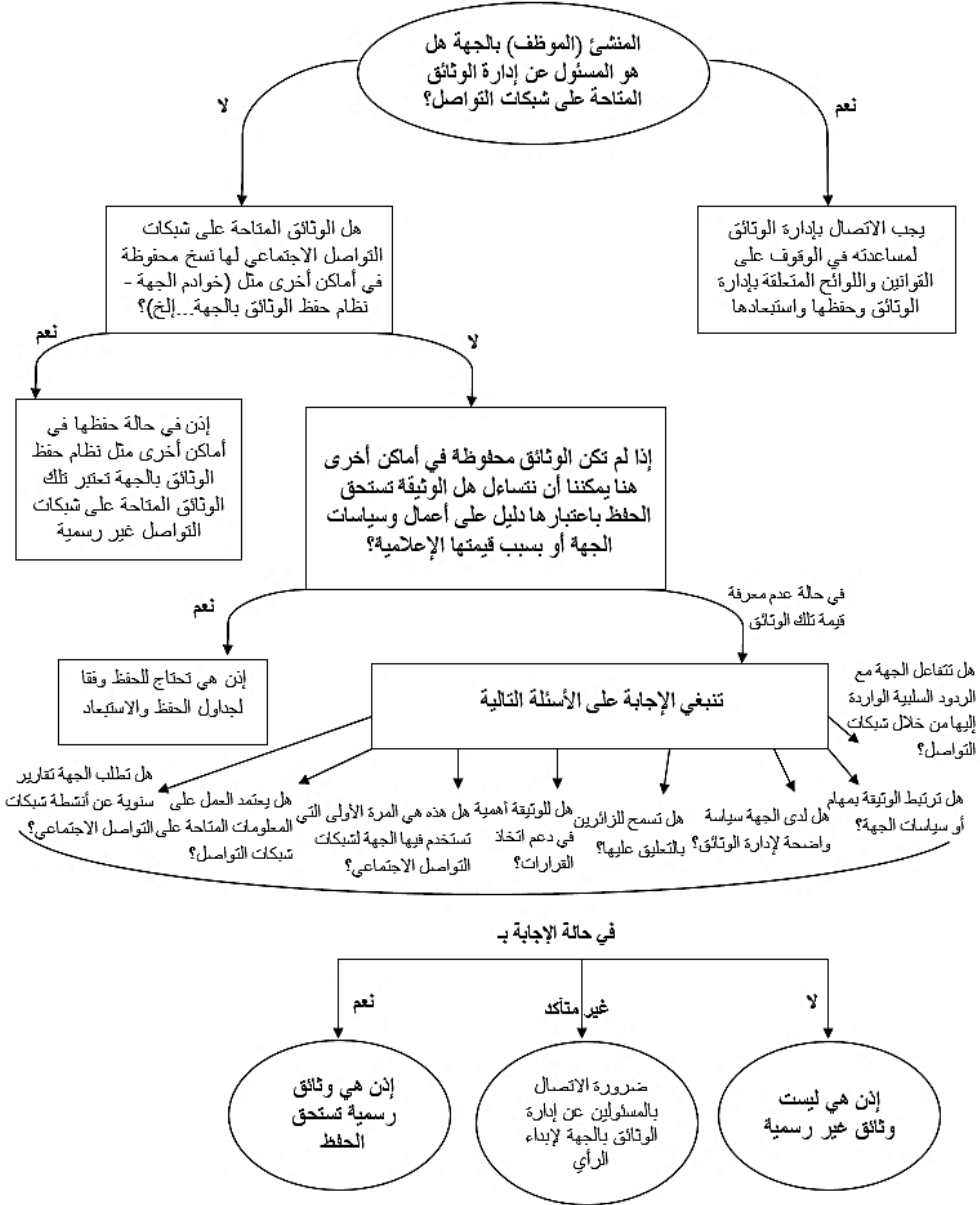 المنشئ (الموظف) بالجهة هل
هو المسئول عن إدارة الوثائق
المتاحة على شبكات التواصل؟
نعم
لا
يجب الاتصال بإدارة الوثائق
لمساعدته في الوقوف على
القوانين واللوائح المتعلقة بإدارة
الوثائق وحفظها واستبعادها
هل الوثائق المتاحة على شبكات
التواصل الاجتماعي لها نسخ محفوظة
في أماكن أخرى مثل (خوادم الجهة -
نظام حفظ الوثائق بالجهة...إلخ)؟
لا
نعم
إذا لم تكن الوثائق محفوظة في أماكن أخرى
هنا يمكننا أن نتساءل هل الوثيقة تستحق
الحفظ باعتبارها دليل على أعمال وسياسات
الجهة أو بسبب قيمتها الإعلامية؟
إذن في حالة حفظها في
أماكن أخرى مثل نظام حفظ
الوثائق بالجهة تعتبر تلك
الوثائق المتاحة على شبكات
التواصل غير رسمية
في حالة عدم معرفة
قيمة تلك الوثائق
نعم
تنبغي الإجابة على الأسئلة التالية
إذن هي تحتاج للحفظ وفقا
لجداول الحفظ والاستبعاد
هل تتفاعل الجهة مع
الردود السلبية الواردة
إليها من خلال شبكات
التواصل؟
هل ترتبط الوثيقة بمهام
أو سياسات الجهة؟
هل لدى الجهة سياسة
واضحة لإدارة الوثائق؟
هل تسمح للزائرين
بالتعليق عليها؟
هل للوثيقة أهمية
في دعم اتخاذ
القرارات؟
هل هذه هي المرة الأولى التي
تستخدم فيها الجهة لشبكات
التواصل الاجتماعي؟
هل يعتمد العمل على
المعلومات المتاحة على
شبكات التواصل؟
هل تطلب الجهة تقارير
سنوية عن أنشطة شبكات
التواصل الاجتماعي؟
في حالة الإجابة بـ
لا
غير متأكد
نعم
إذن هي ليست
وثائق غير رسمية
ضرورة الاتصال
بالمسئولين عن إدارة
الوثائق بالجهة لإبداء
الرأي
إذن هي وثائق
رسمية تستحق
الحفظ